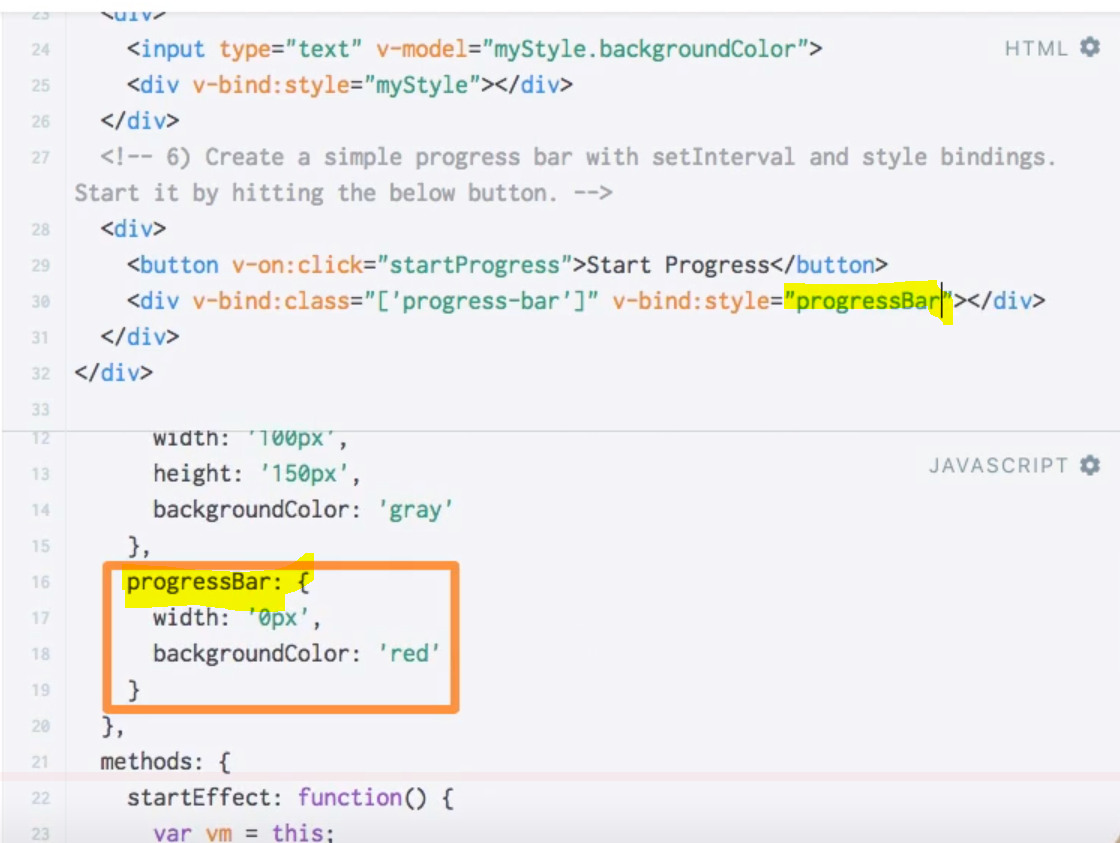 23 <div>
24 <input type="text" v-model="myStyle.backgroundColor">
HTML
25 <div v-bind:style="myStyle"></div>
26 </div>
27 <!-- 6) Create a simple progress bar with setInterval and style bindings.
Start it by hitting the below button. -->
28 <div>
29 <button v-on:click="startProgress">Start Progress</button>
30 <div v-bind:class="['progress-bar']" v-bind:style="progressBar"></div>
31 </div>
32 </div>
33
12 width: '100px',
13 height: '150px',
JAVASCRIPT
14 backgroundColor: 'gray'
15 },
16 progressBar: {
17 width: '0px',
18 backgroundColor: 'red'
19 }
20 },
21 methods: {
22 startEffect: function() {
23 var vm = this;